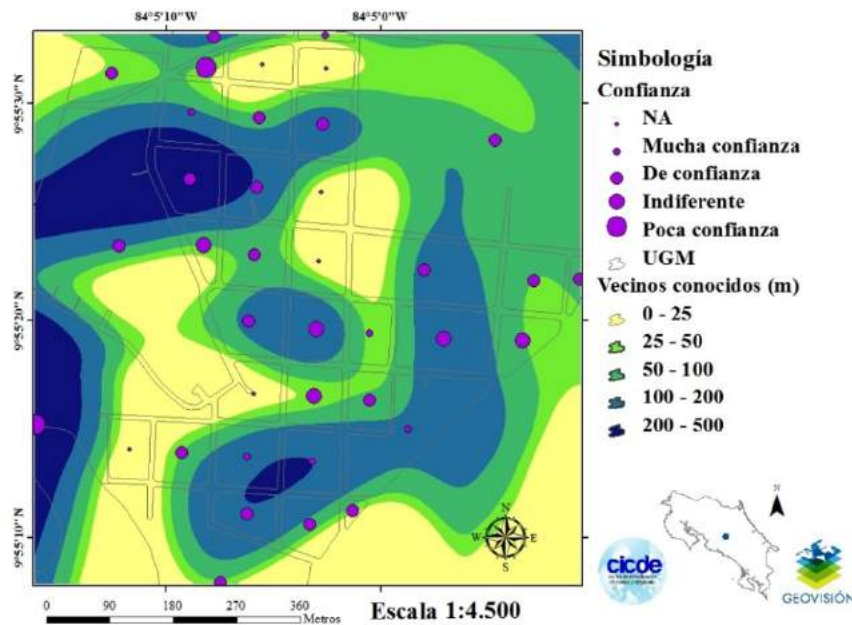 84°5'10"W
84°5'0"W
9°55'30"N
9°55'20"N
9°55'10"N
Simbología
Confianza
NA
Mucha confianza
De confianza
Indiferente
Poca confianza
UGM
Vecinos conocidos (m)
0 - 25
25 - 50
50 - 100
100 - 200
200 - 500
N
W
E
S
N
0
90
180
270
360
Metros
Escala 1:4.500
cicde
GEOVISIÓN